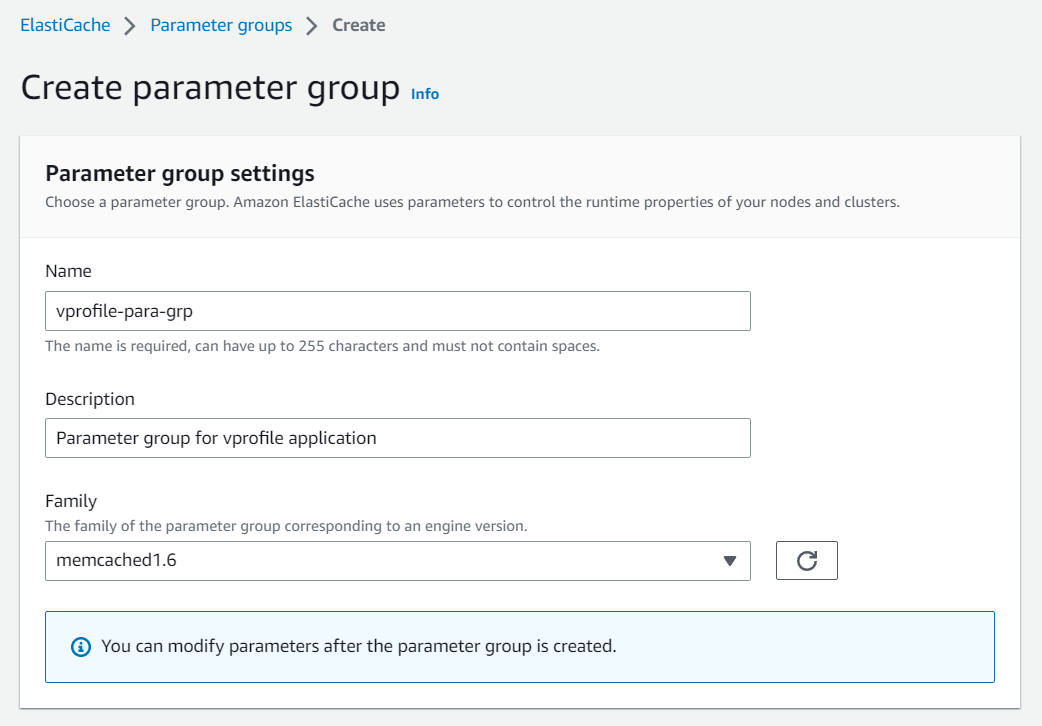 ElastiCache > Parameter groups > Create
Create parameter group Info
Parameter group settings
Choose a parameter group. Amazon ElastiCache uses parameters to control the runtime properties of your nodes and clusters.
Name
vprofile-para-grp
The name is required, can have up to 255 characters and must not contain spaces.
Description
Parameter group for vprofile application
Family
The family of the parameter group corresponding to an engine version.
memcached1.6
You can modify parameters after the parameter group is created.